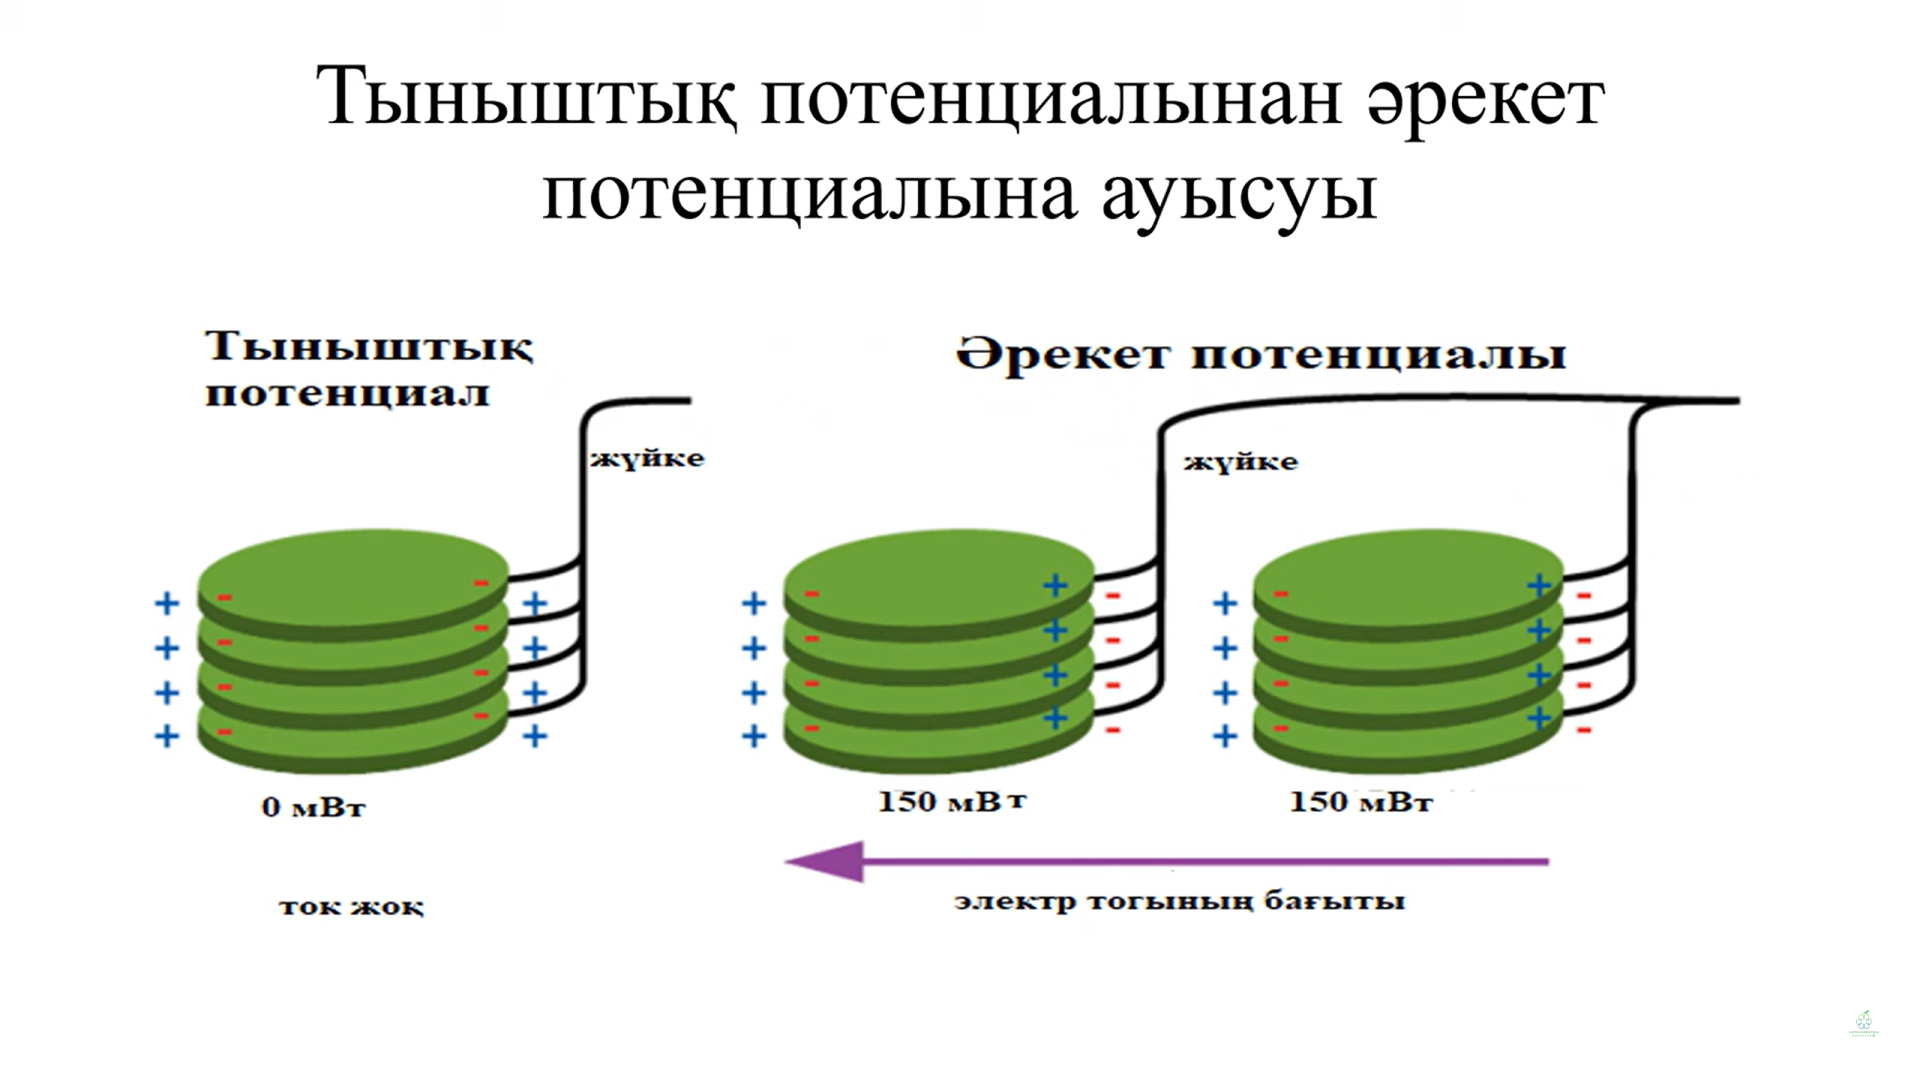 Тыныштық потенциалынан әрекет
потенциалына ауысуы
Тыныштық
потенциал
жүйке
+ - - +
+ - - +
+ - - +
+ - - +
0 мВт
ток жоқ
Әрекет потенциалы
жүйке
+ - + - + - + -
+ - + - + - + -
+ - + - + - + -
+ - + - + - + -
150 мВт 150 мВт
электр тогының бағыты